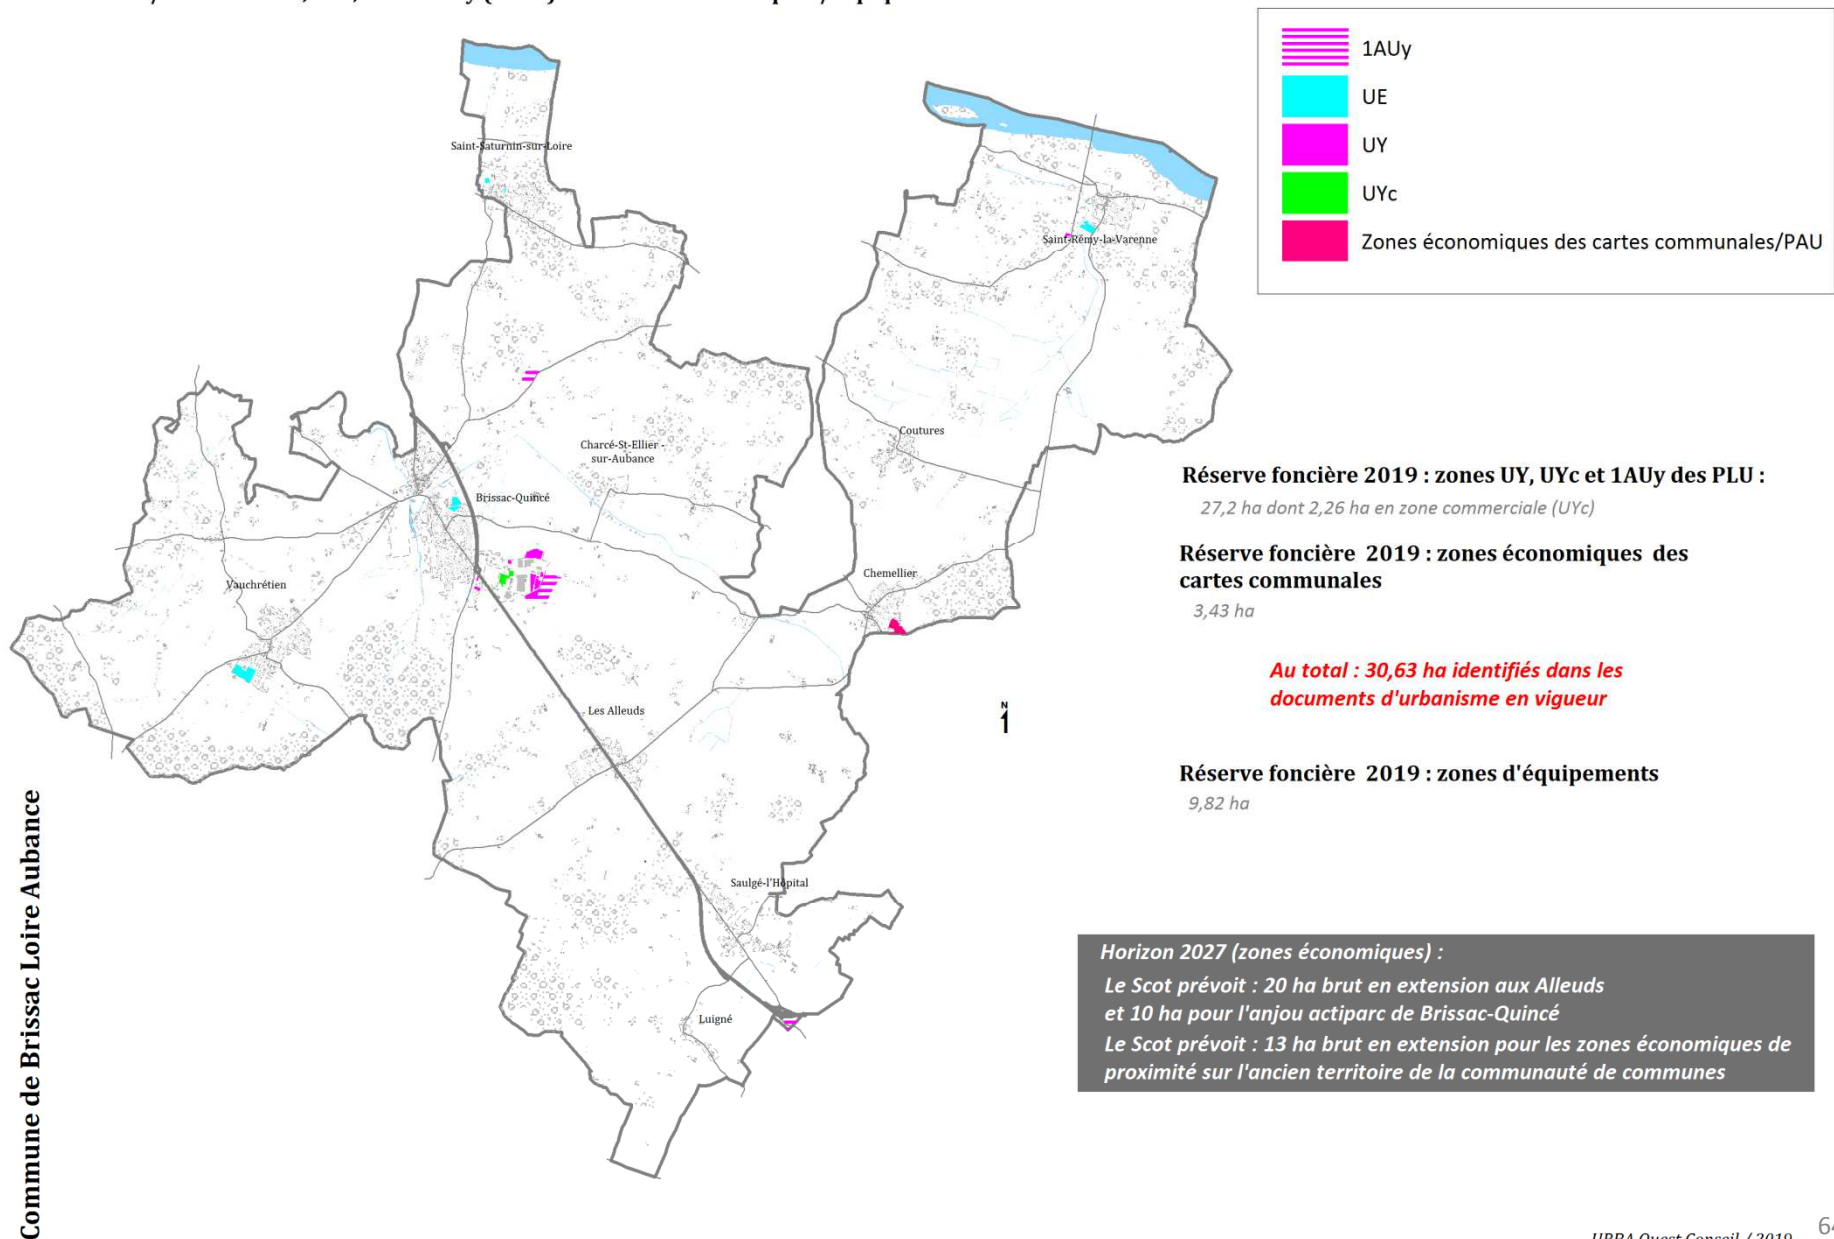 1AUy
UE
UY
UYc
Zones économiques des cartes communales/PAU
Saint-Saturnin-sur-Loire
Saint-Rémy-la-Varenne
Coutures
Charcé-St-Ellier -
sur-Aubance
Brissac-Quincé
Vauchrétien
Chemellier
Les Alleuds
Saulgé-l'Hôpital
Luigné
N
1
Réserve foncière 2019 : zones UY, UYc et 1AUy des PLU :
27,2 ha dont 2,26 ha en zone commerciale (UYc)
Réserve foncière 2019 : zones économiques des
cartes communales
3,43 ha
Au total : 30,63 ha identifiés dans les
documents d'urbanisme en vigueur
Réserve foncière 2019 : zones d'équipements
9,82 ha
Horizon 2027 (zones économiques) :
Le Scot prévoit : 20 ha brut en extension aux Alleuds
et 10 ha pour l'anjou actiparc de Brissac-Quincé
Le Scot prévoit : 13 ha brut en extension pour les zones économiques de
proximité sur l'ancien territoire de la communauté de communes
Commune de Brissac Loire Aubance
URBA Ouest Conseil / 2019
64